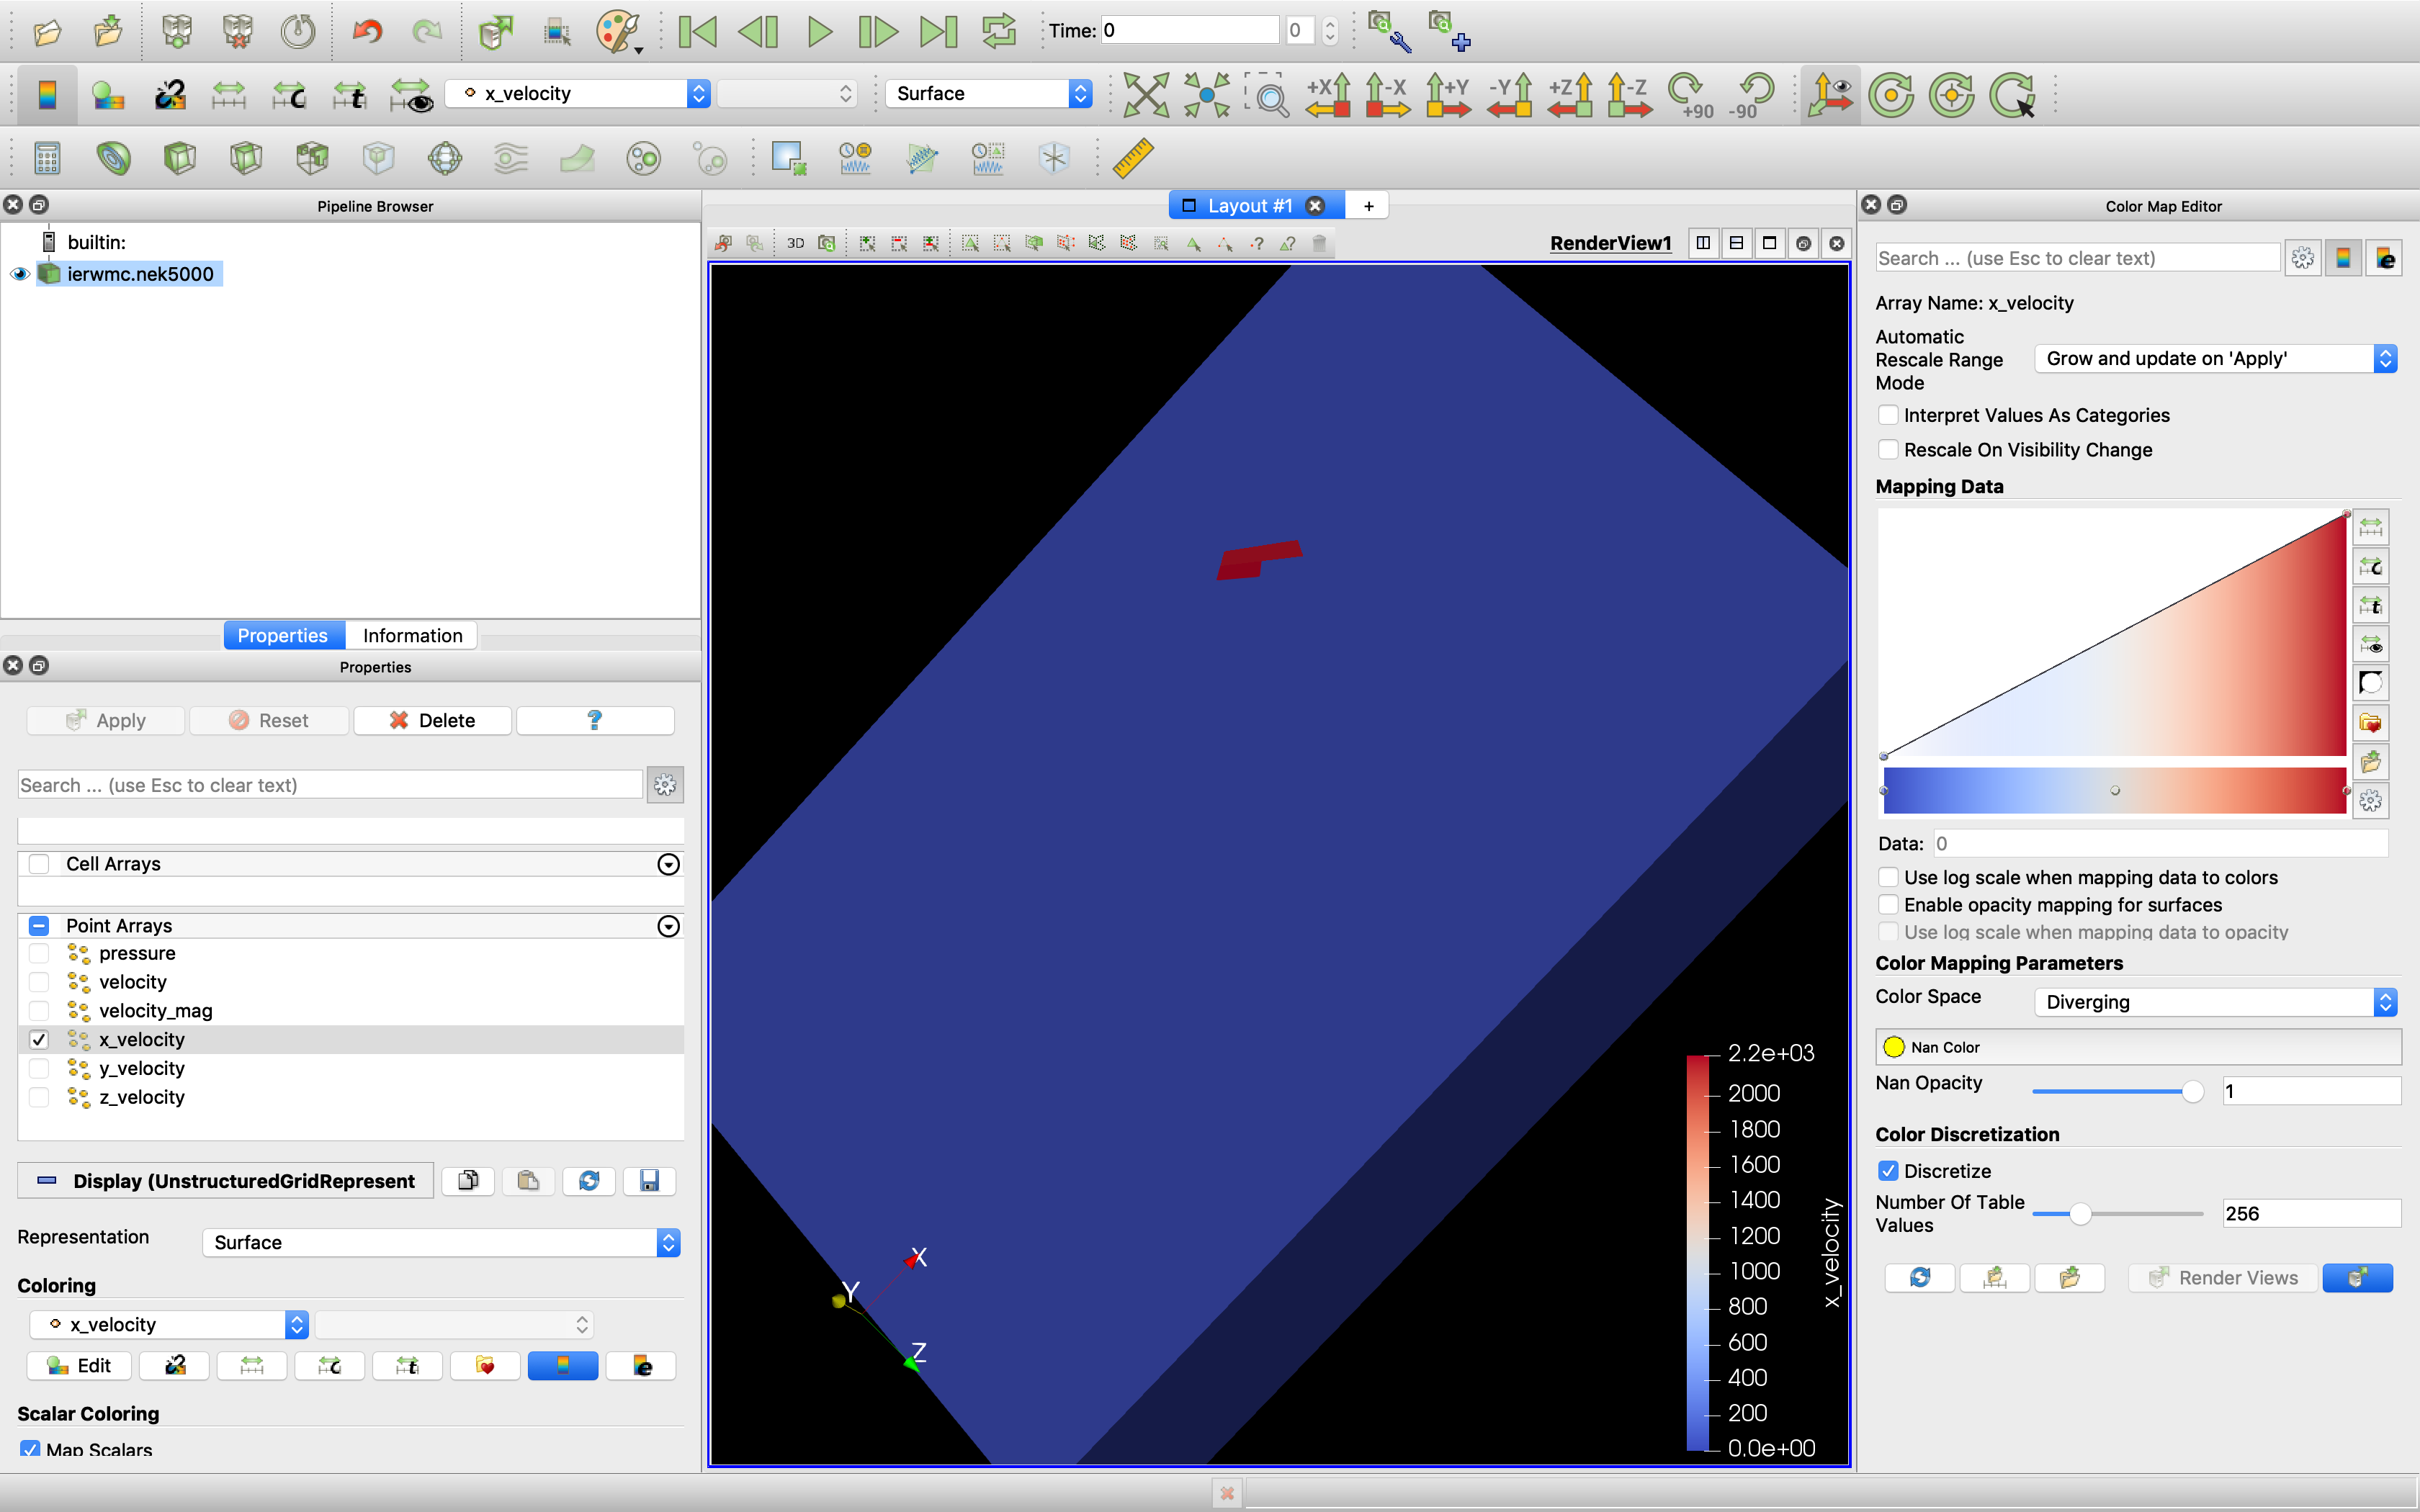 Time: 0 0
x_velocity
Surface
+X
-X
+Y
-Y
+Z
-Z
+90
-90
Pipeline Browser
builtin:
ierwmc.nek5000
Properties
Information
Properties
Apply
Reset
Delete
?
Search ... (use Esc to clear text)
Cell Arrays
Point Arrays
pressure
velocity
velocity_mag
x_velocity
y_velocity
z_velocity
Display (UnstructuredGridRepresent
Representation
Surface
Coloring
x_velocity
Edit
Scalar Coloring
Map Scalars
Layout #1
+
3D
RenderView1
X
Y
Z
2.2e+03
2000
1800
1600
1400
1200
1000
800
600
400
200
0.0e+00
x_velocity
Color Map Editor
Search ... (use Esc to clear text)
Array Name: x_velocity
Automatic
Rescale Range
Mode
Grow and update on 'Apply'
Interpret Values As Categories
Rescale On Visibility Change
Mapping Data
Data: 0
Use log scale when mapping data to colors
Enable opacity mapping for surfaces
Use log scale when mapping data to opacity
Color Mapping Parameters
Color Space
Diverging
Nan Color
Nan Opacity
1
Color Discretization
Discretize
Number Of Table
Values
256
Render Views